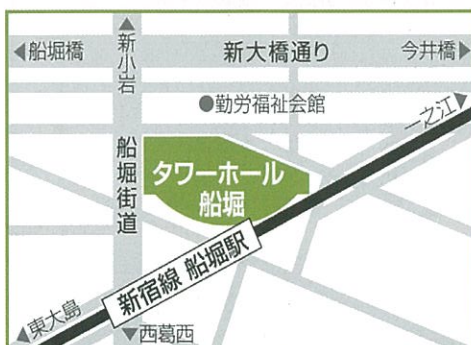 ◀船堀橋
▲新小岩
新大橋通り
今井橋▶
●勤労福祉会館
一之江▶
船堀街道
タワーホール
船堀
新宿線 船堀駅
◀東大島
▼西葛西